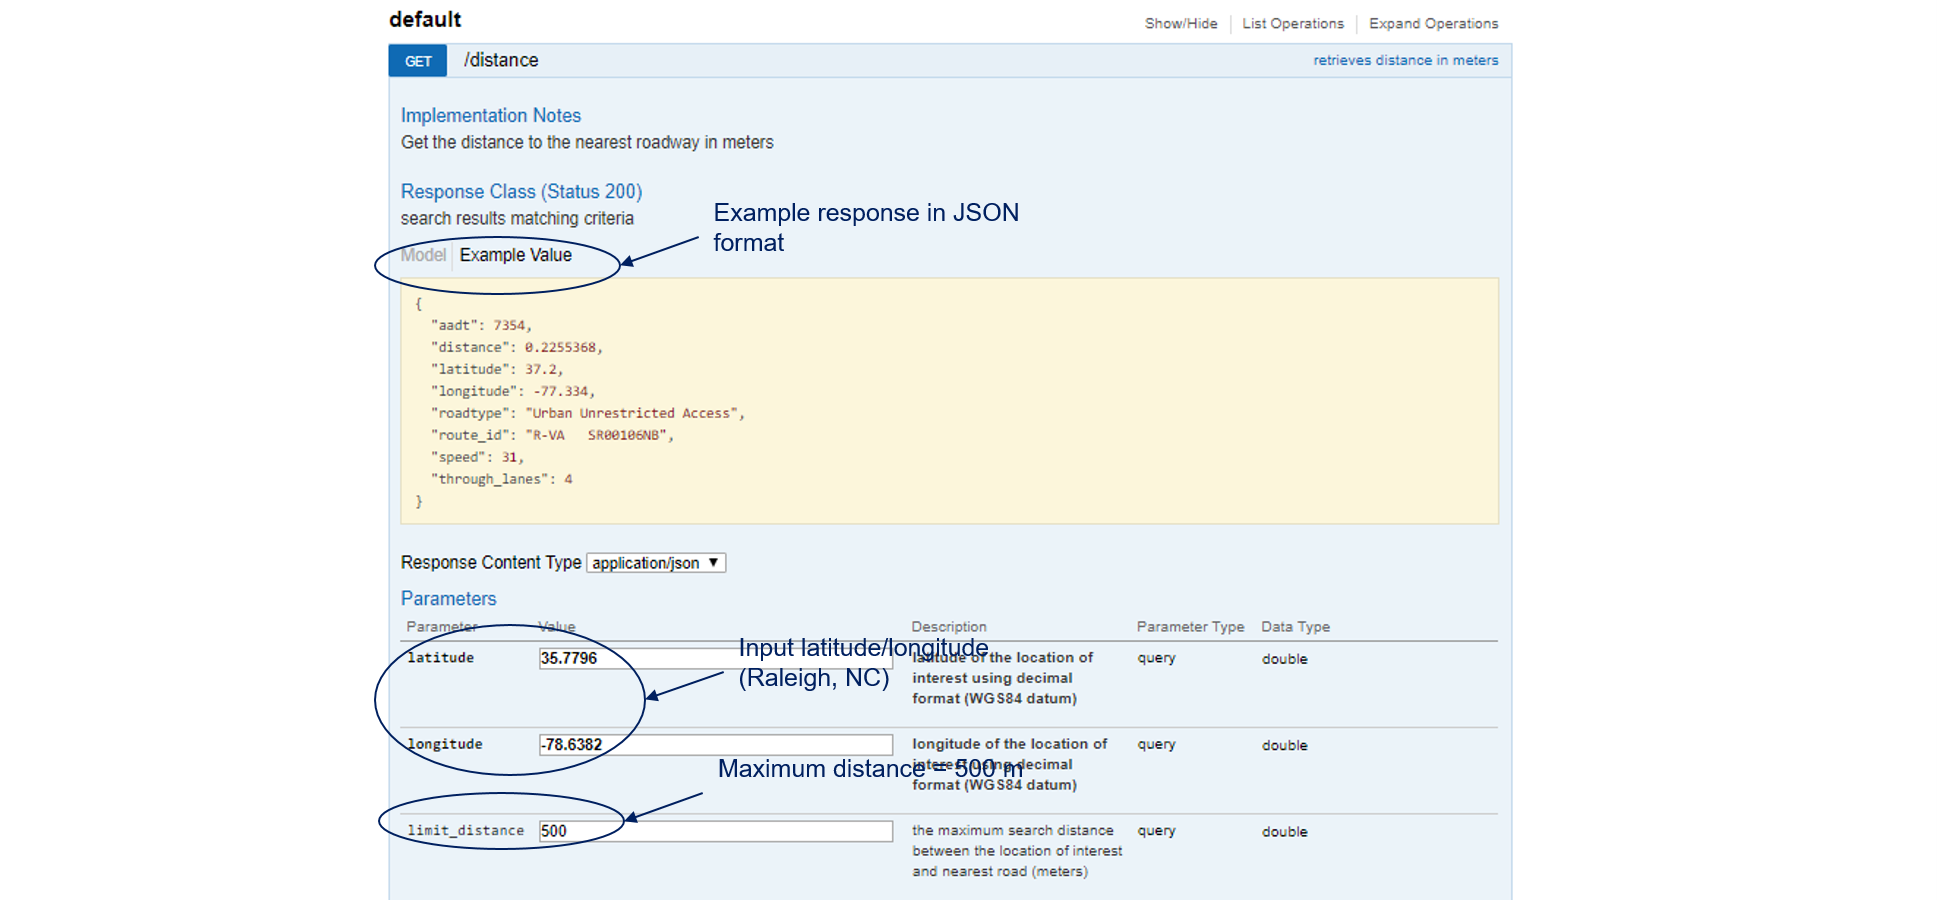 default
Show/Hide List Operations Expand Operations
GET /distance retrieves distance in meters
Implementation Notes
Get the distance to the nearest roadway in meters
Response Class (Status 200)
search results matching criteria
Example response in JSON
format
Model Example Value
{
"aadt": 7354,
"distance": 0.2255368,
"latitude": 37.2,
"longitude": -77.334,
"roadtype": "Urban Unrestricted Access",
"route_id": "R-VA   SR00106NB",
"speed": 31,
"through_lanes": 4
}
Response Content Type application/json
Parameters
Parameter Value Description Parameter Type Data Type
latitude 35.7796 latitude of the location of query double
interest using decimal
format (WGS84 datum)
Input latitude/longitude
(Raleigh, NC)
longitude -78.6382 longitude of the location of query double
interest using decimal
format (WGS84 datum)
Maximum distance = 500 m
limit_distance 500 the maximum search distance query double
between the location of interest
and nearest road (meters)